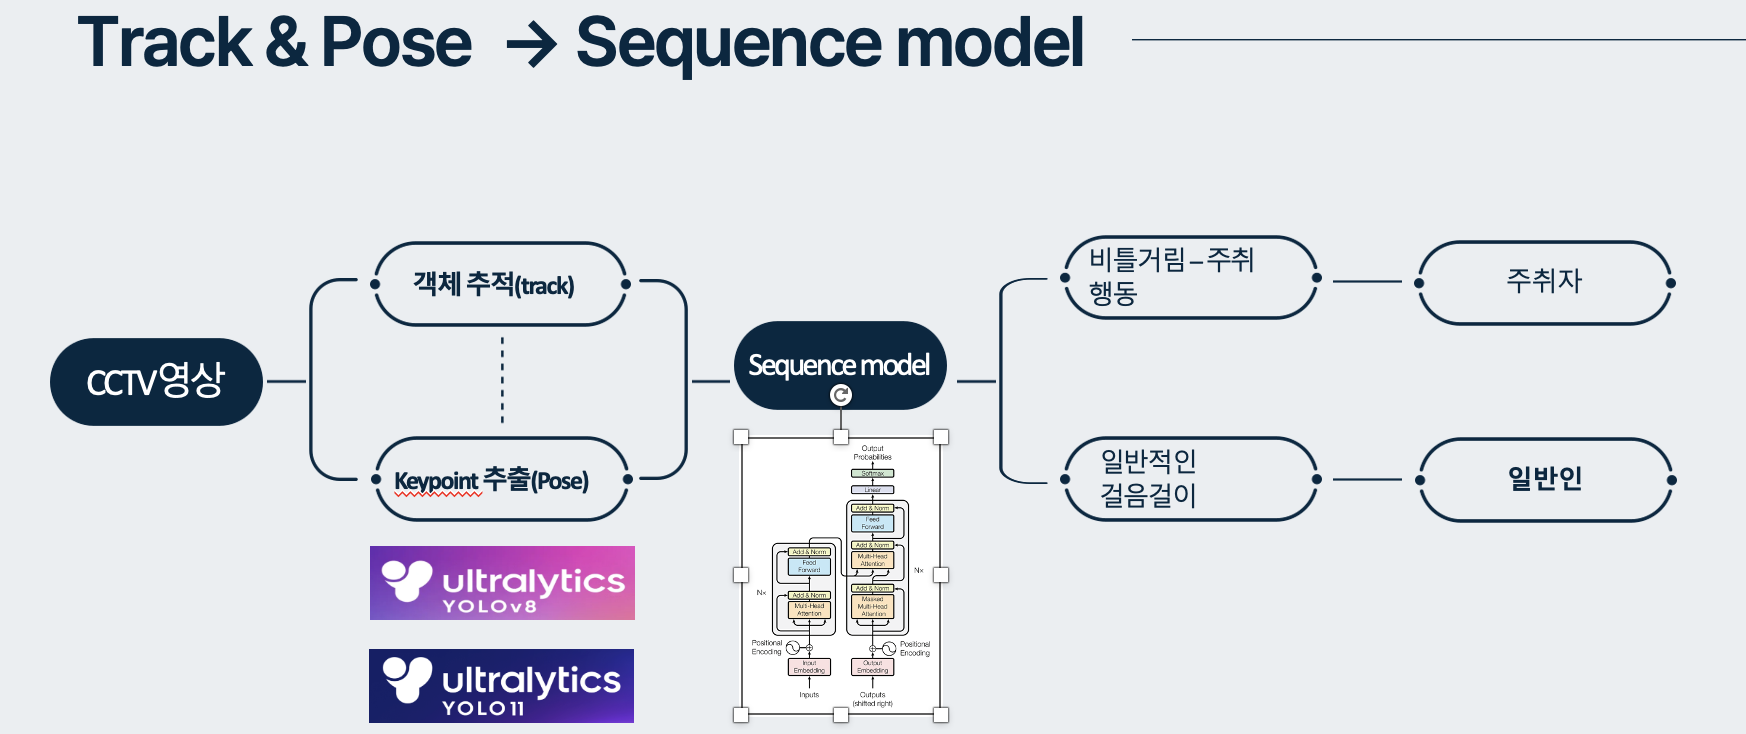 Track & Pose → Sequence model
CCTV영상
객체 추적(track)
Keypoint 추출(Pose)
ultralytics
YOLOv8
ultralytics
YOLO11
Sequence model
Output
Probabilities
Softmax
Linear
Add & Norm
Feed
Forward
Add & Norm
Multi-Head
Attention
Add & Norm
Masked
Multi-Head
Attention
Nx
Positional
Encoding
Output
Embedding
Outputs
(shifted right)
Add & Norm
Feed
Forward
Add & Norm
Multi-Head
Attention
Nx
Positional
Encoding
Input
Embedding
Inputs
비틀거림 – 주취
행동
주취자
일반적인
걸음걸이
일반인